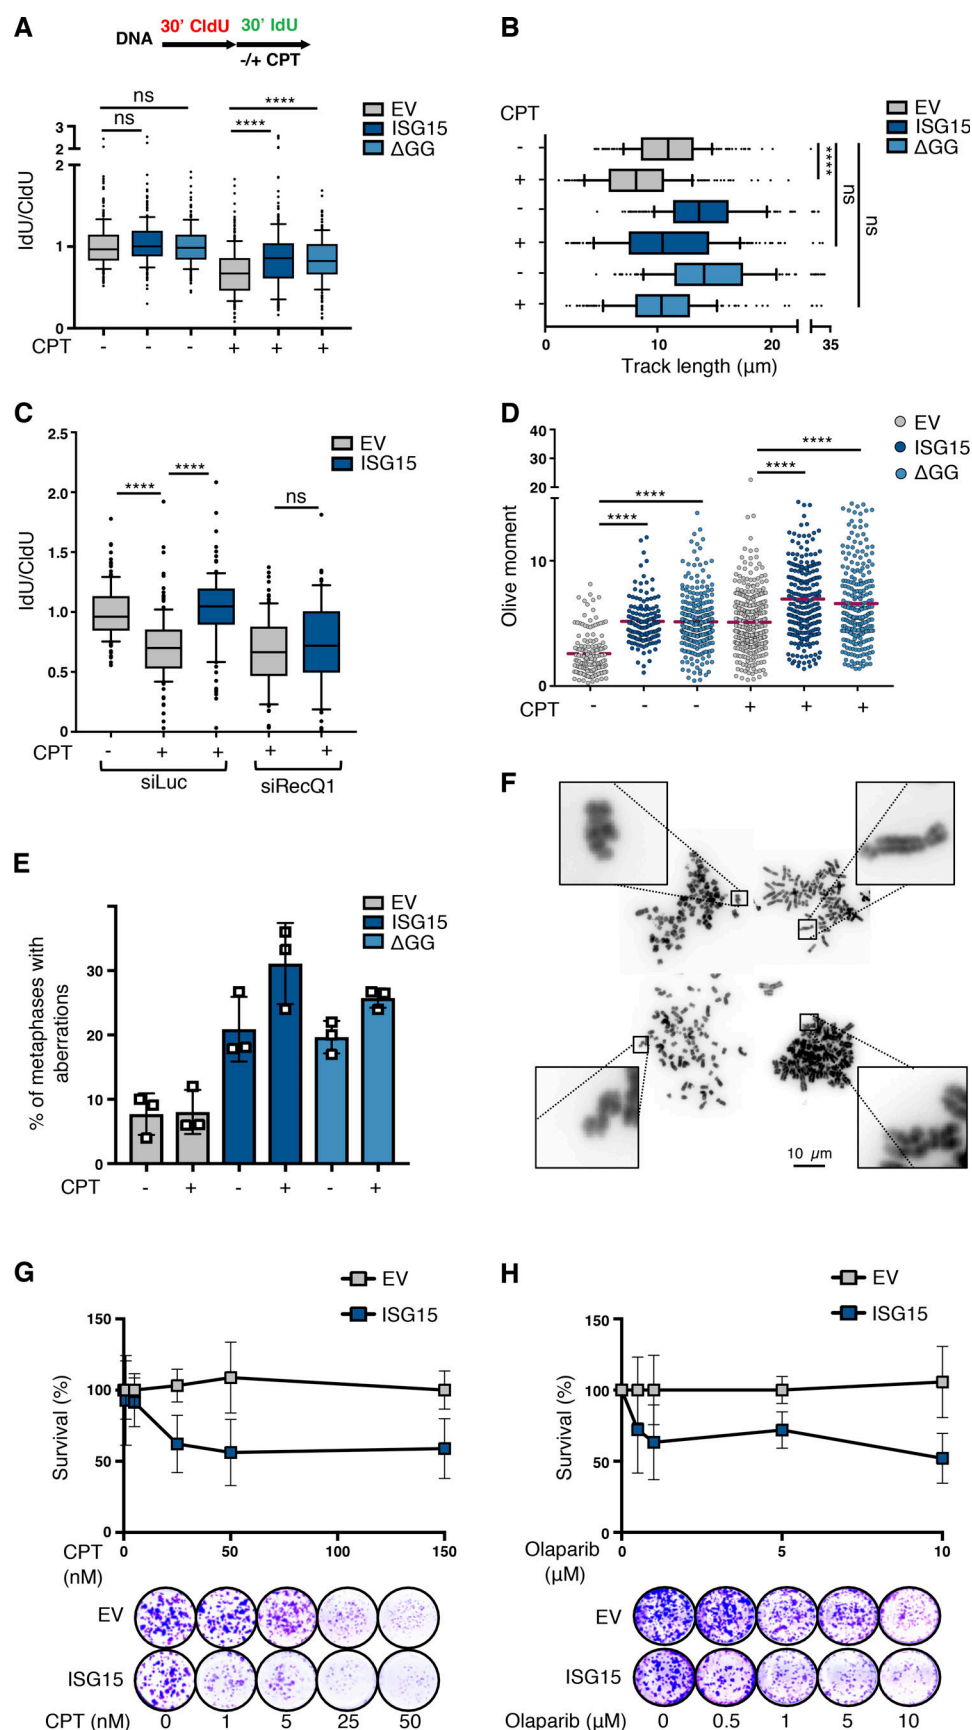 A
30' CldU 30' IdU
DNA
-/+ CPT
ns
ns
****
****
EV
ISG15
ΔGG
IdU/CldU
3
2
2
1
0
CPT - - - + + +
B
CPT
EV
ISG15
ΔGG
-
+
-
+
-
+
****
ns
ns
0 10 20 35
Track length (μm)
C
EV
ISG15
IdU/CldU
2.5
2.0
1.5
1.0
0.5
0
****
****
ns
CPT - + + + +
siLuc siRecQ1
D
EV
ISG15
ΔGG
Olive moment
40
30
20
10
0
****
****
****
****
CPT - - - + + +
E
EV
ISG15
ΔGG
% of metaphases with
aberrations
30
20
10
0
CPT - + - + - +
F
10 μm
G
EV
ISG15
Survival (%)
150
100
50
0
CPT
(nM)
0 50 100 150
EV
ISG15
CPT (nM) 0 1 5 25 50
H
EV
ISG15
Survival (%)
150
100
50
0
Olaparib
(μM)
0 5 10
EV
ISG15
Olaparib (μM) 0 0.5 1 5 10